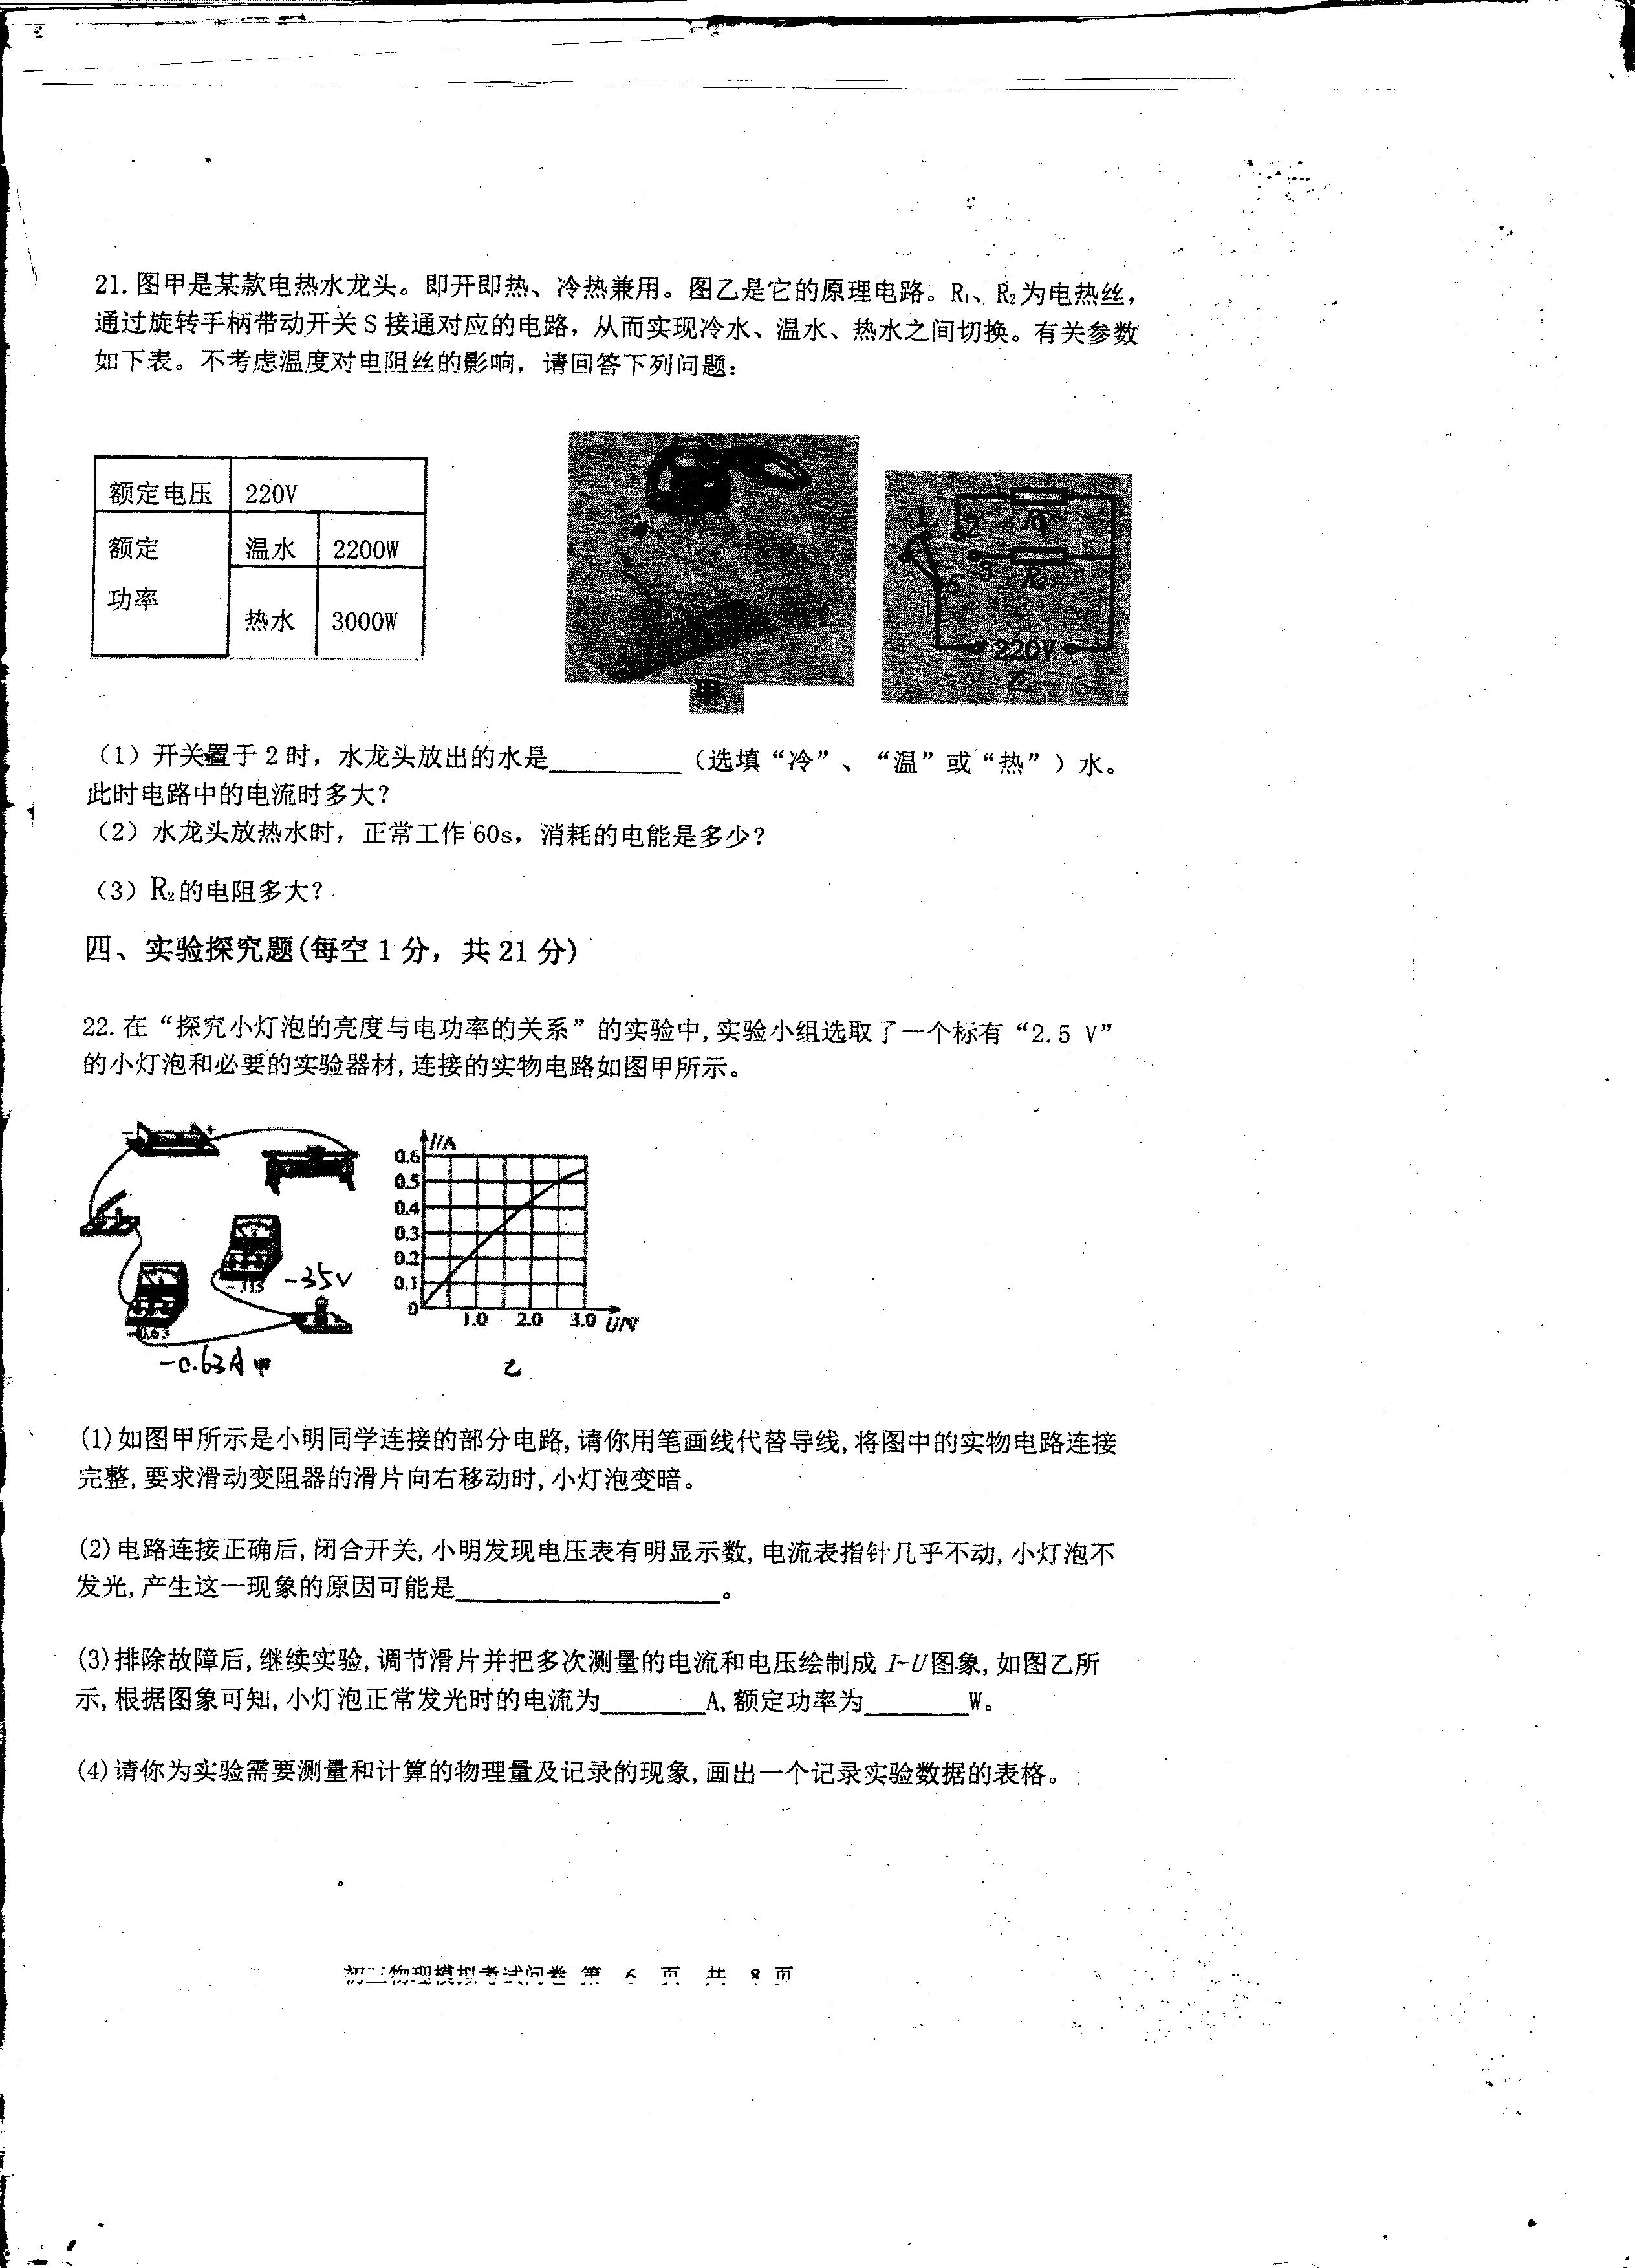 21.图甲是某款电热水龙头。即开即热、冷热兼用。图乙是它的原理电路。R₁、R₂为电热丝，
通过旋转手柄带动开关S接通对应的电路，从而实现冷水、温水、热水之间切换。有关参数
如下表。不考虑温度对电阻丝的影响，请回答下列问题：
额定电压 220V
额定 温水 2200W
功率
热水 3000W
1 2
3
S
220V
甲
乙
（1）开关置于2时，水龙头放出的水是________（选填“冷”、“温”或“热”）水。
此时电路中的电流时多大？
（2）水龙头放热水时，正常工作60s，消耗的电能是多少？
（3）R₂的电阻多大？
四、实验探究题(每空1分，共21分)
22.在“探究小灯泡的亮度与电功率的关系”的实验中,实验小组选取了一个标有“2.5 V”
的小灯泡和必要的实验器材,连接的实物电路如图甲所示。
I/A
0.6
0.5
0.4
0.3
0.2
0.1
0
1.0 2.0 3.0 U/V
- 315
-35V
-0.63
-0.63A 甲
乙
(1)如图甲所示是小明同学连接的部分电路,请你用笔画线代替导线,将图中的实物电路连接
完整,要求滑动变阻器的滑片向右移动时,小灯泡变暗。
(2)电路连接正确后,闭合开关,小明发现电压表有明显示数,电流表指针几乎不动,小灯泡不
发光,产生这一现象的原因可能是____________________。
(3)排除故障后,继续实验,调节滑片并把多次测量的电流和电压绘制成I-U图象,如图乙所
示,根据图象可知,小灯泡正常发光时的电流为________A,额定功率为________W。
(4)请你为实验需要测量和计算的物理量及记录的现象,画出一个记录实验数据的表格。
初三物理模拟考试问卷 第 6 页 共 8 页